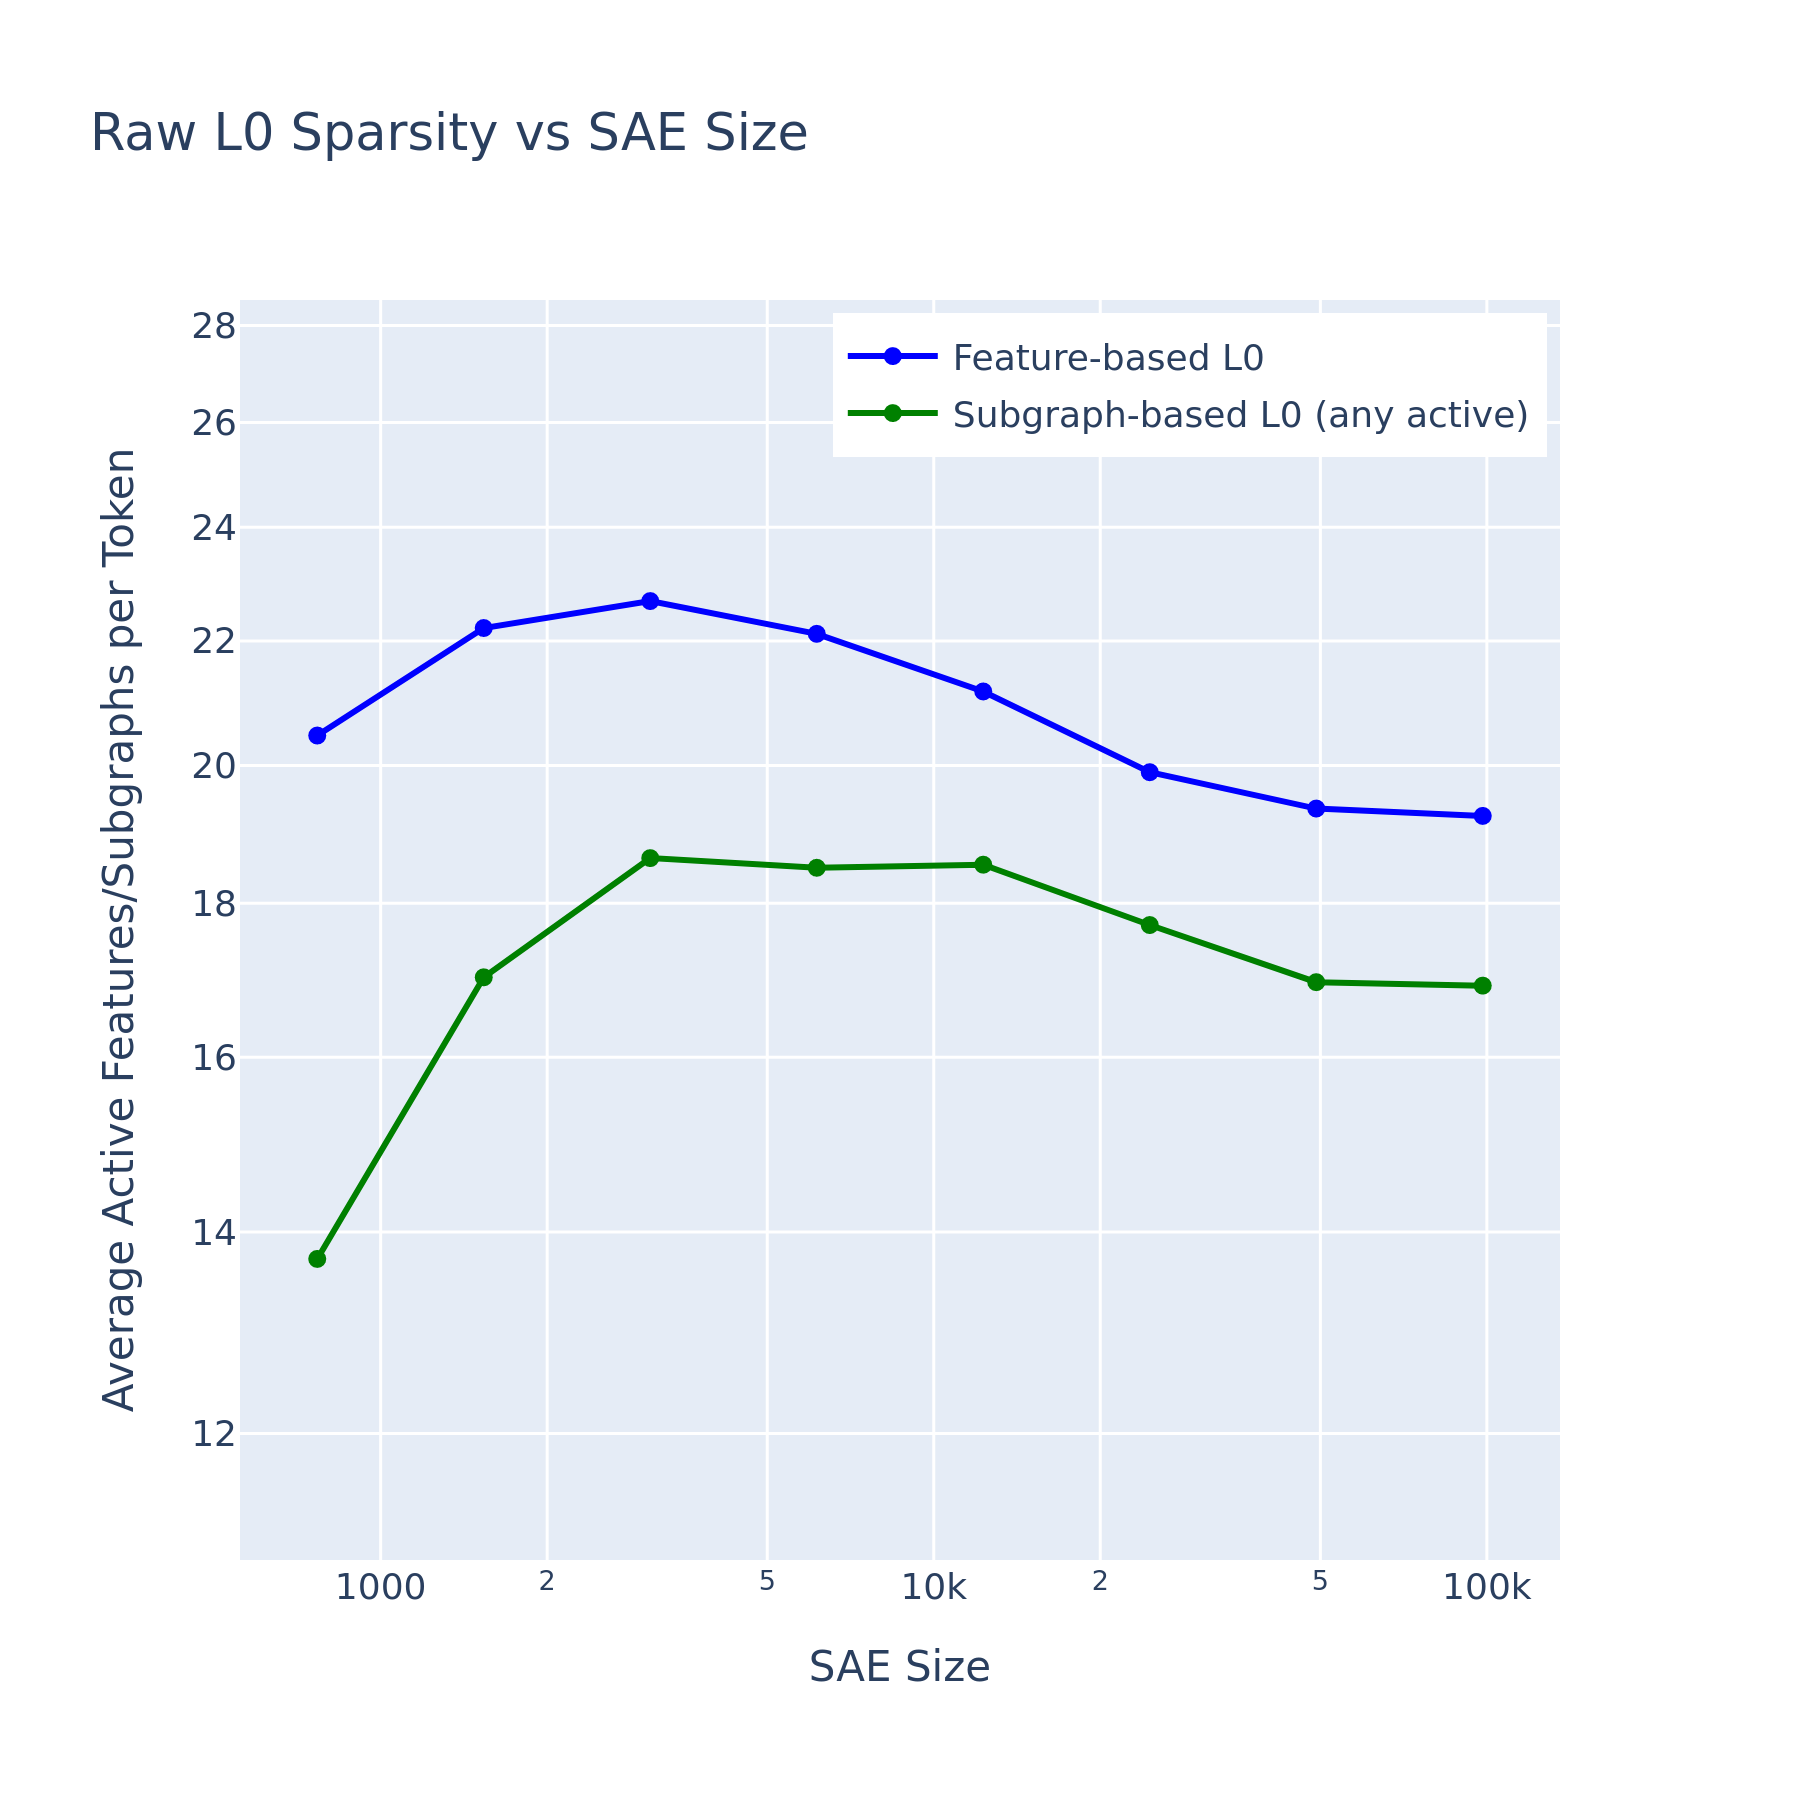 Raw L0 Sparsity vs SAE Size
Feature-based L0
Subgraph-based L0 (any active)
Average Active Features/Subgraphs per Token
28
26
24
22
20
18
16
14
12
1000
2
5
10k
2
5
100k
SAE Size